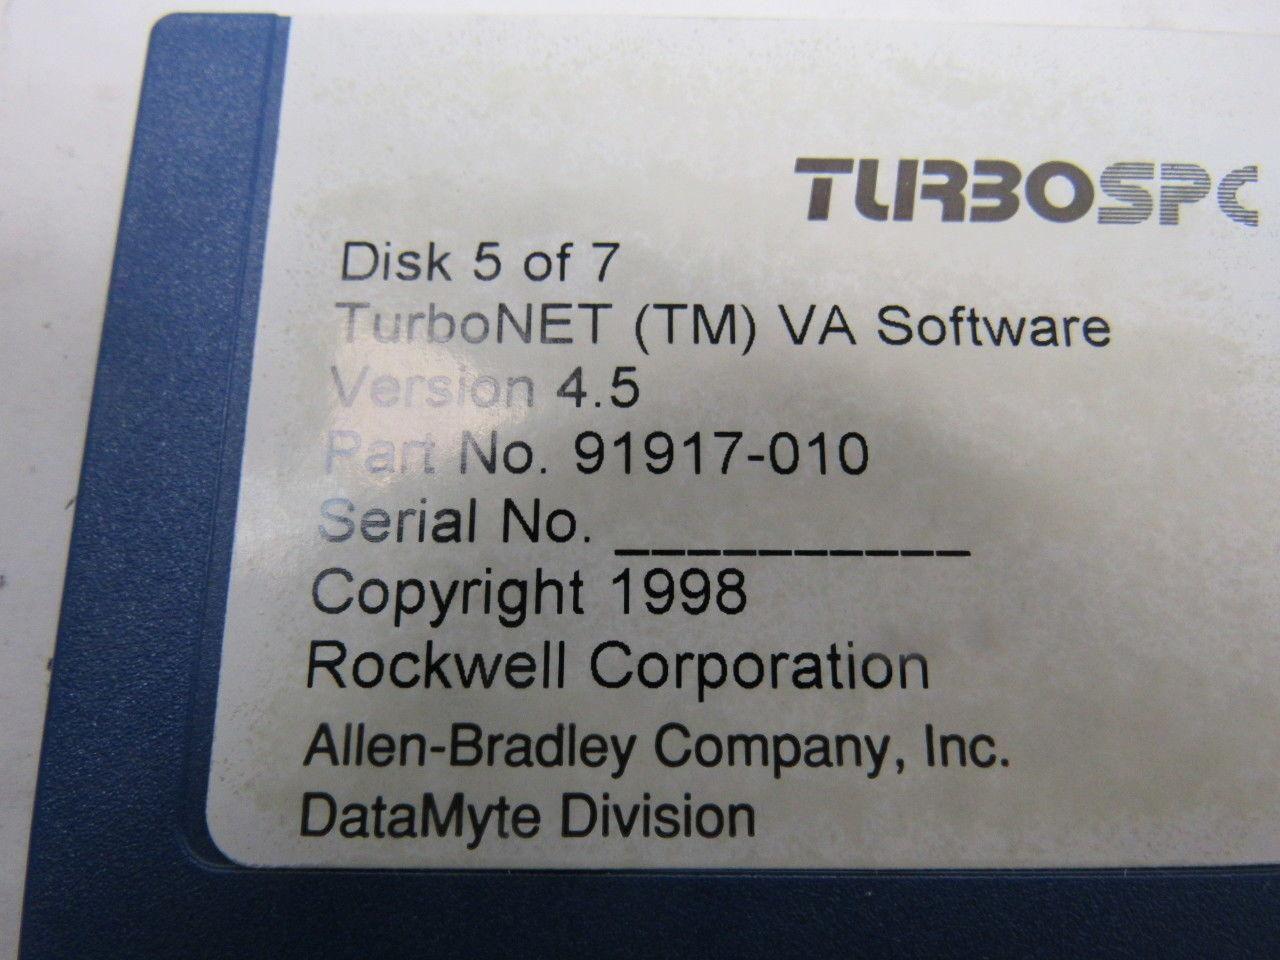 TURBOSPC
Disk 5 of 7
TurboNET (TM) VA Software
Version 4.5
Part No. 91917-010
Serial No. __________
Copyright 1998
Rockwell Corporation
Allen-Bradley Company, Inc.
DataMyte Division